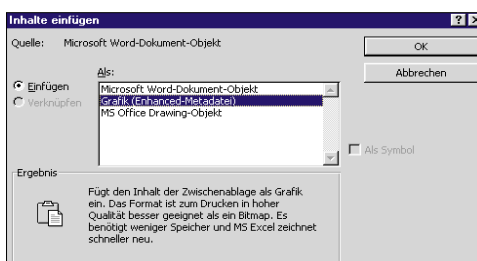 Inhalte einfügen
Quelle: Microsoft Word-Dokument-Objekt
OK
Abbrechen
Als:
Einfügen
Verknüpfen
Microsoft Word-Dokument-Objekt
Grafik (Enhanced-Metadatei)
MS Office Drawing-Objekt
Als Symbol
Ergebnis
Fügt den Inhalt der Zwischenablage als Grafik
ein. Das Format ist zum Drucken in hoher
Qualität besser geeignet als ein Bitmap. Es
benötigt weniger Speicher und MS Excel zeichnet
schneller neu.